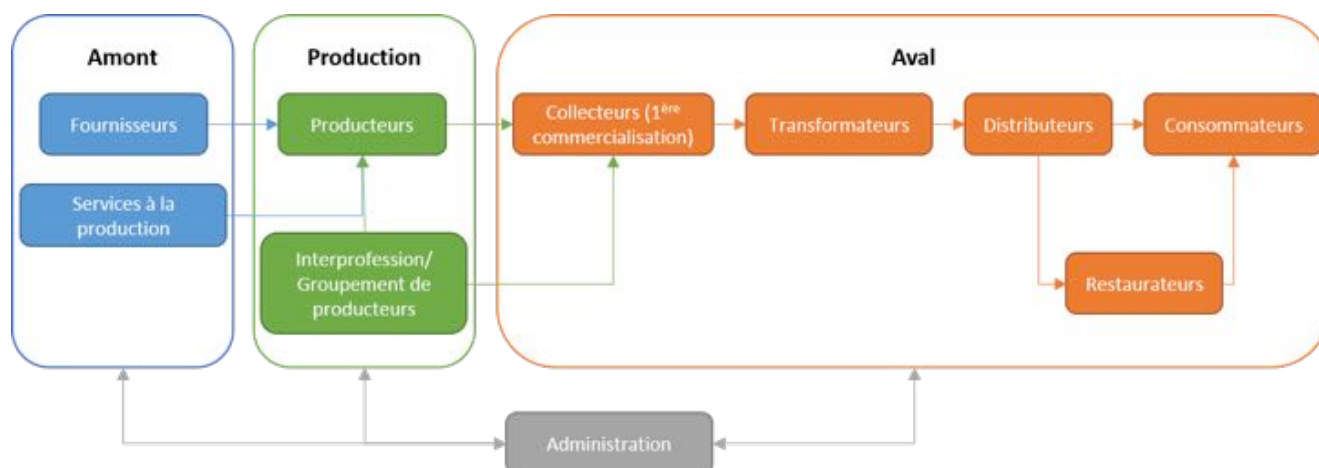 Amont
Production
Aval
Fournisseurs
Producteurs
Collecteurs (1ère
commercialisation)
Transformateurs
Distributeurs
Consommateurs
Services à la
production
Interprofession/
Groupement de
producteurs
Restaurateurs
Administration